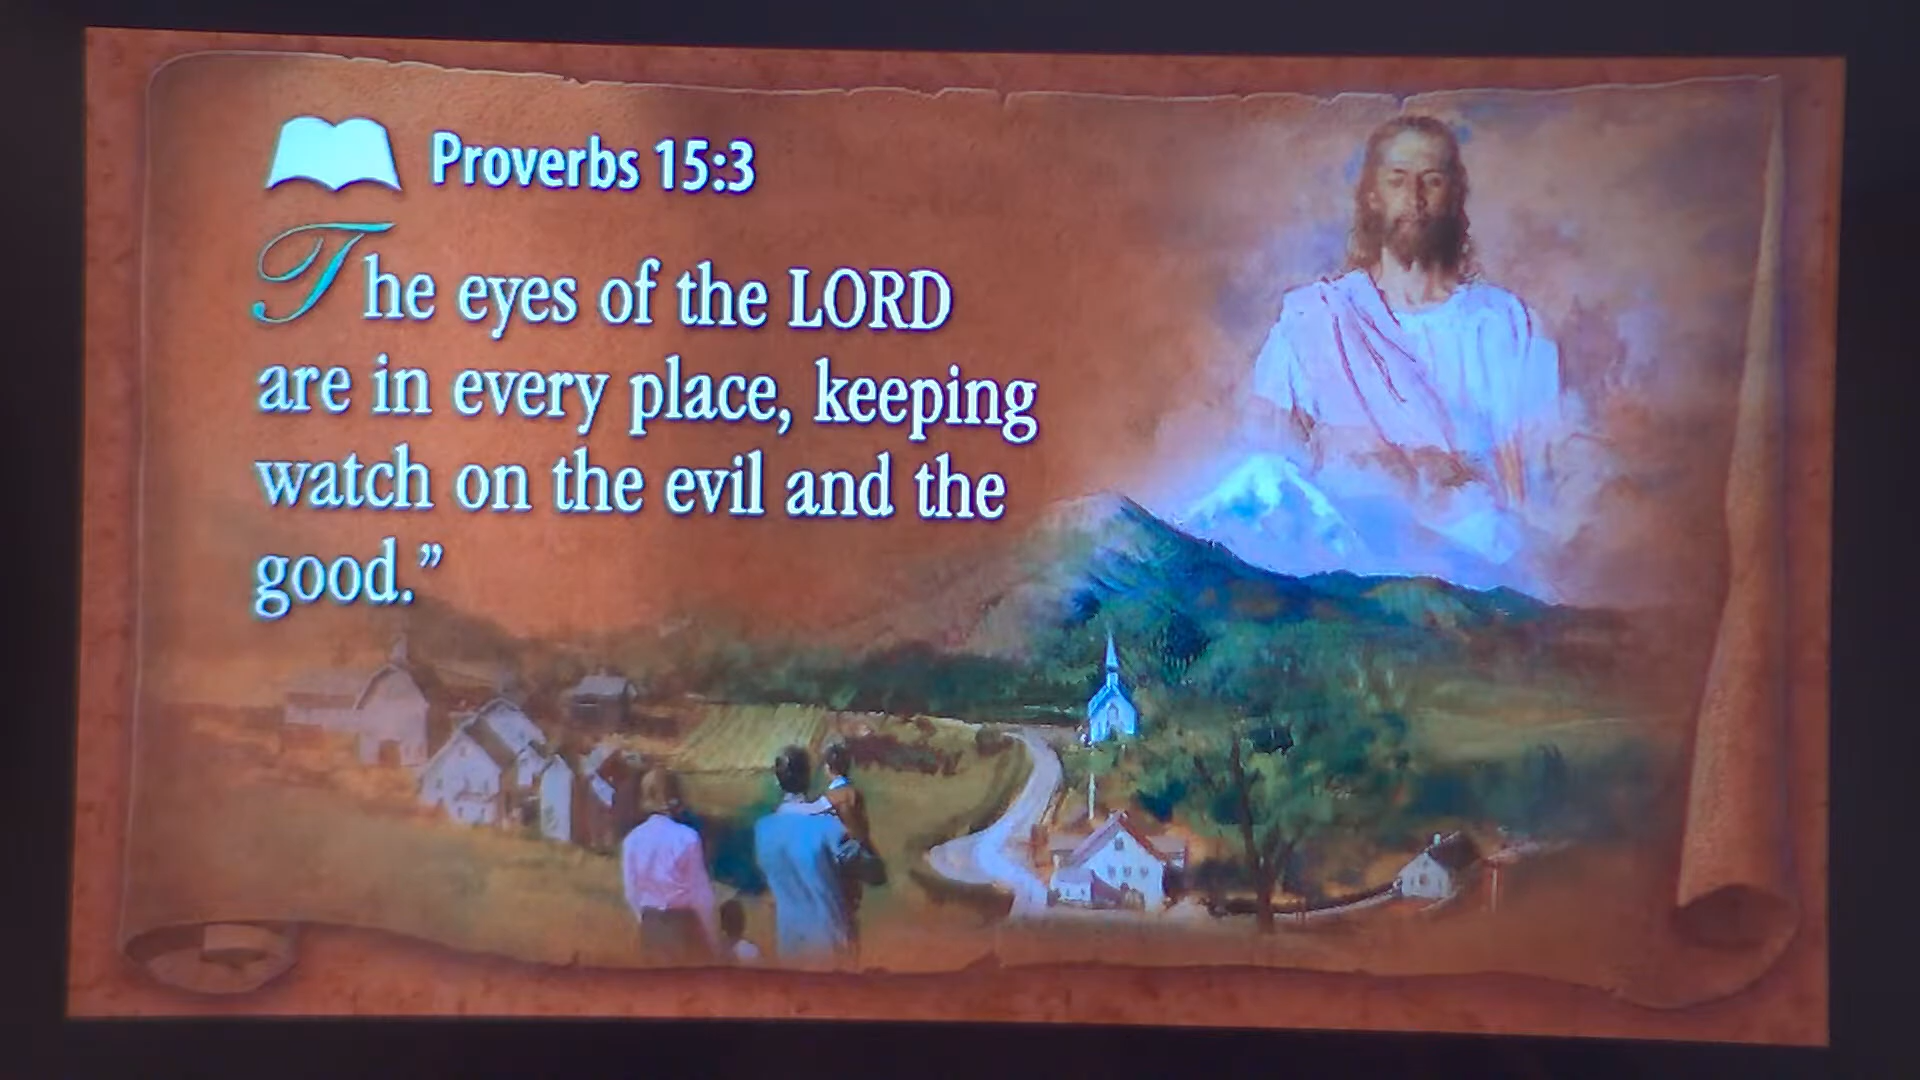 Proverbs 15:3
The eyes of the LORD
are in every place, keeping
watch on the evil and the
good.”